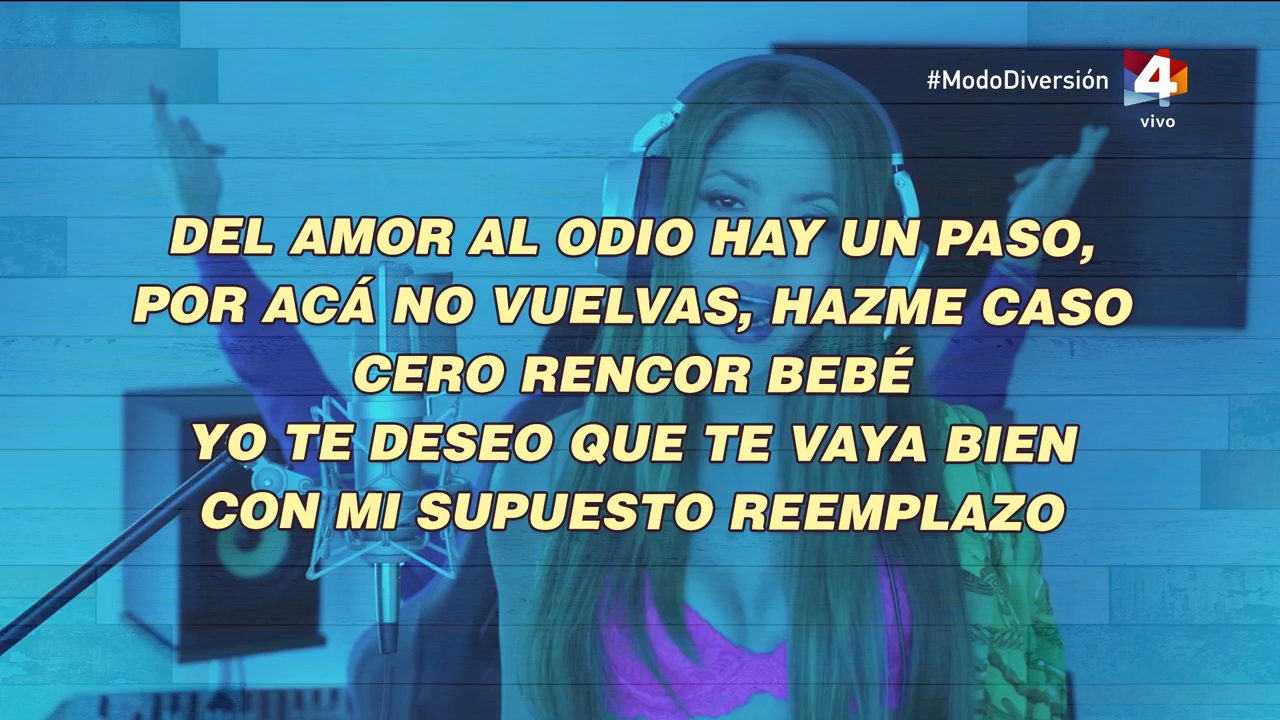 #ModoDiversión
4
vivo
DEL AMOR AL ODIO HAY UN PASO,
POR ACÁ NO VUELVAS, HAZME CASO
CERO RENCOR BEBÉ
YO TE DESEO QUE TE VAYA BIEN
CON MI SUPUESTO REEMPLAZO